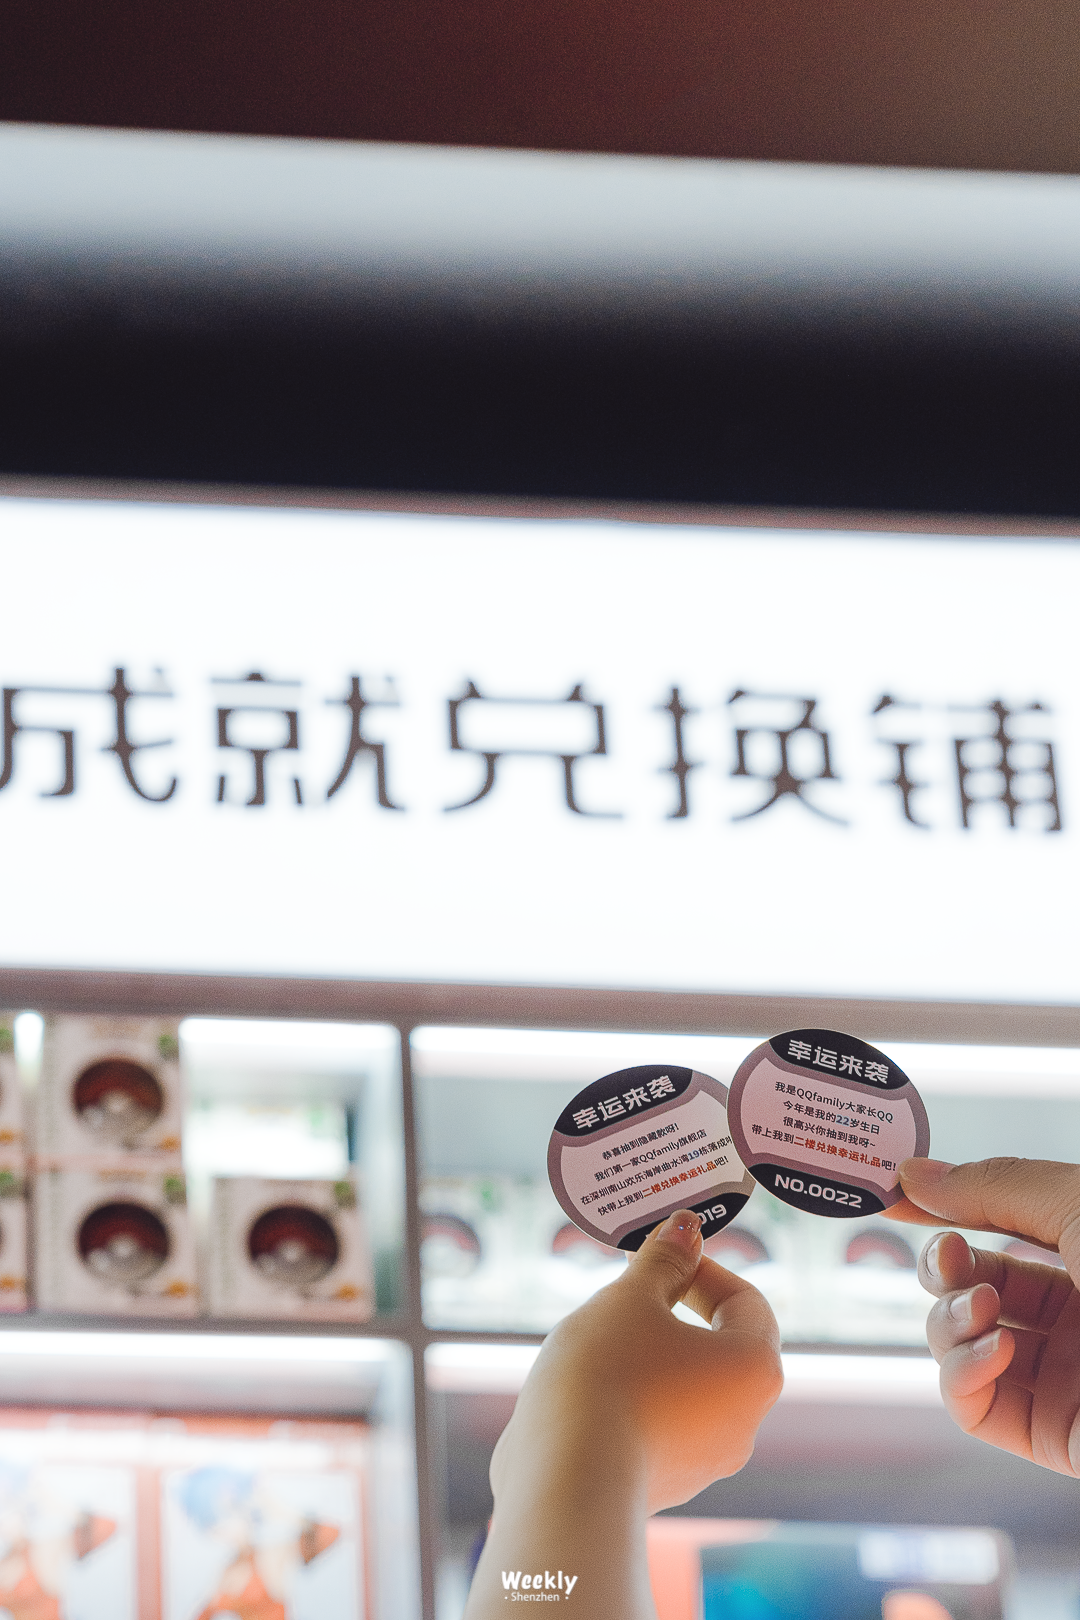 成就兑换铺
幸运来袭
恭喜抽到隐藏款呀!
我们第一家QQfamily旗舰店
在深圳南山欢乐海岸曲水湾19栋落成
快带上我到二楼兑换幸运礼品吧!
019
幸运来袭
我是QQfamily大家长QQ
今年是我的22岁生日
很高兴你抽到我呀~
带上我到二楼兑换幸运礼品吧!
NO.0022
Weekly
· Shenzhen ·